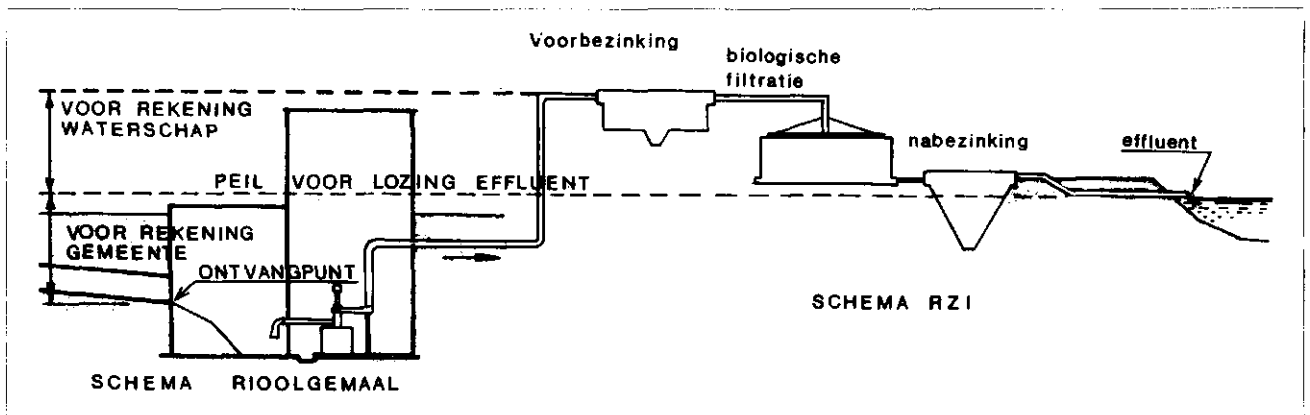 Voorbezinking
biologische
filtratie
VOOR REKENING
WATERSCHAP
nabezinking
effluent
PEIL VOOR LOZING EFFLUENT
VOOR REKENING
GEMEENTE
ONTVANGPUNT
SCHEMA RZI
SCHEMA RIOOLGEMAAL